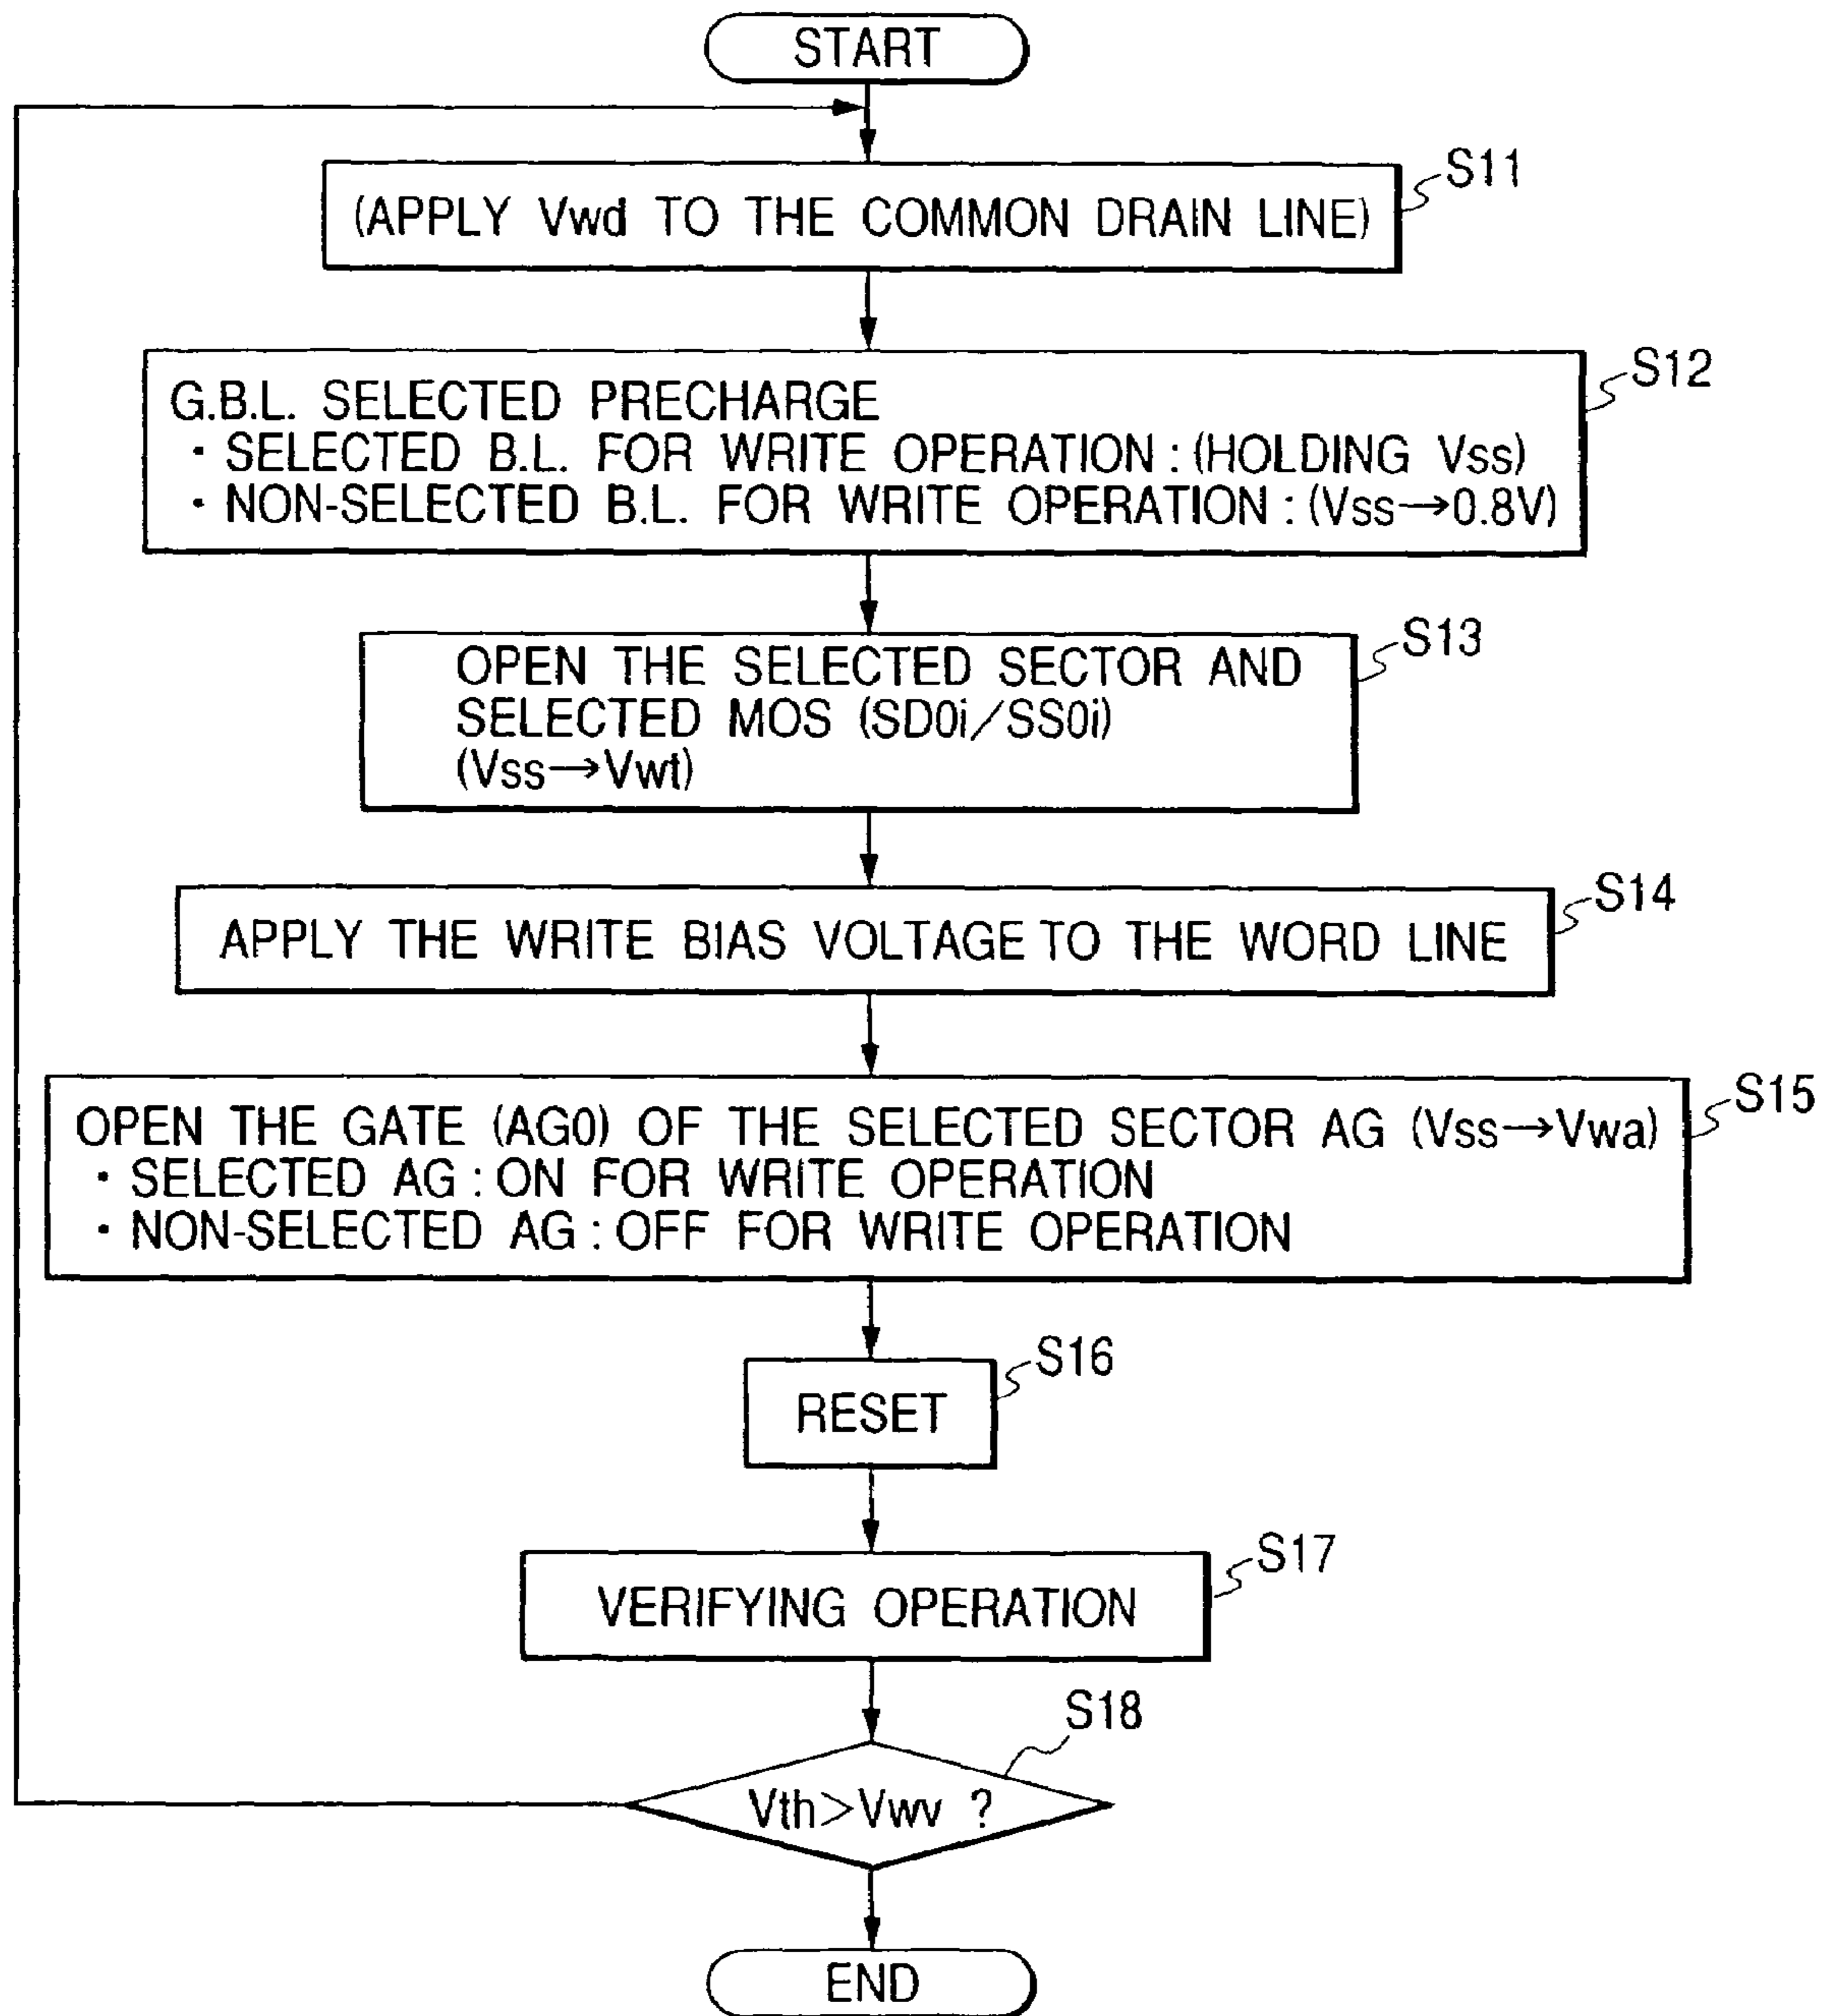 START
S11
(APPLY Vwd TO THE COMMON DRAIN LINE)
S12
G.B.L. SELECTED PRECHARGE
· SELECTED B.L. FOR WRITE OPERATION : (HOLDING Vss)
· NON-SELECTED B.L. FOR WRITE OPERATION : (Vss→0.8V)
S13
OPEN THE SELECTED SECTOR AND
SELECTED MOS (SD0i/SS0i)
(Vss→Vwt)
S14
APPLY THE WRITE BIAS VOLTAGE TO THE WORD LINE
S15
OPEN THE GATE (AG0) OF THE SELECTED SECTOR AG (Vss→Vwa)
· SELECTED AG : ON FOR WRITE OPERATION
· NON-SELECTED AG : OFF FOR WRITE OPERATION
S16
RESET
S17
VERIFYING OPERATION
S18
Vth>Vwv ?
END